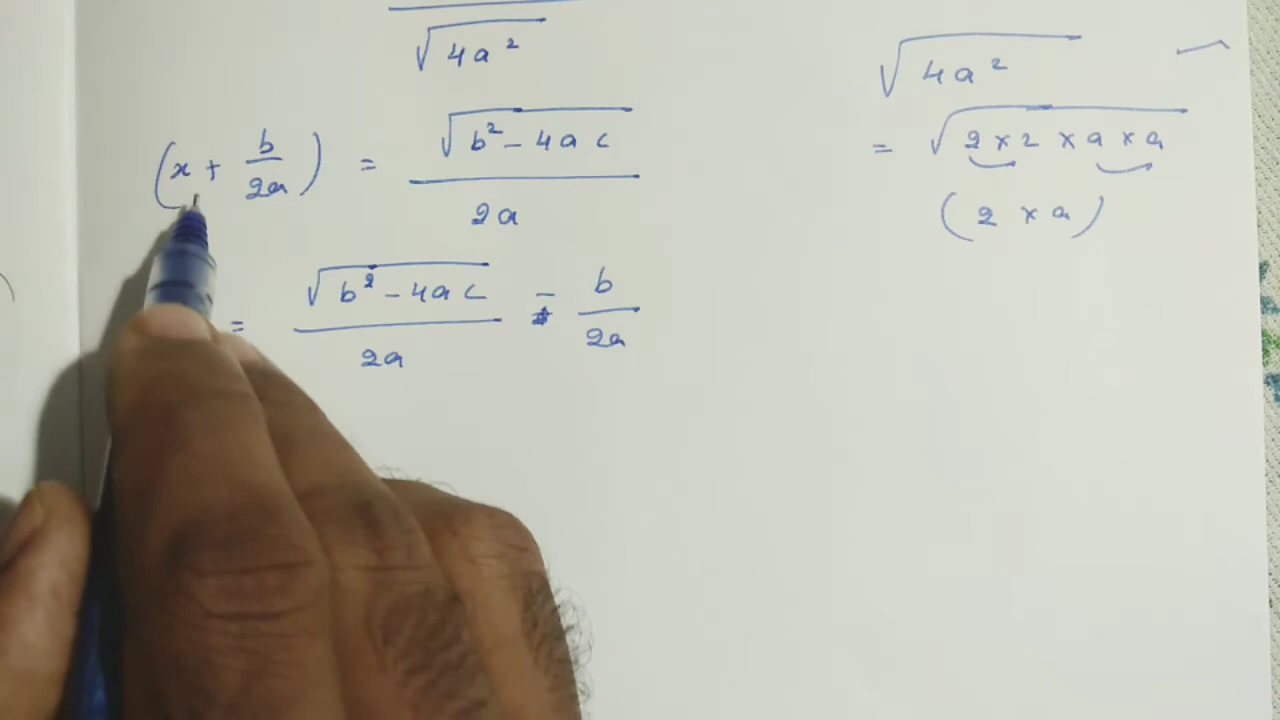 √4a²
(x + b/2a) = √b² - 4ac / 2a
= √b² - 4ac / 2a - b/2a
√4a²
= √2 × 2 × a × a
(2 × a)